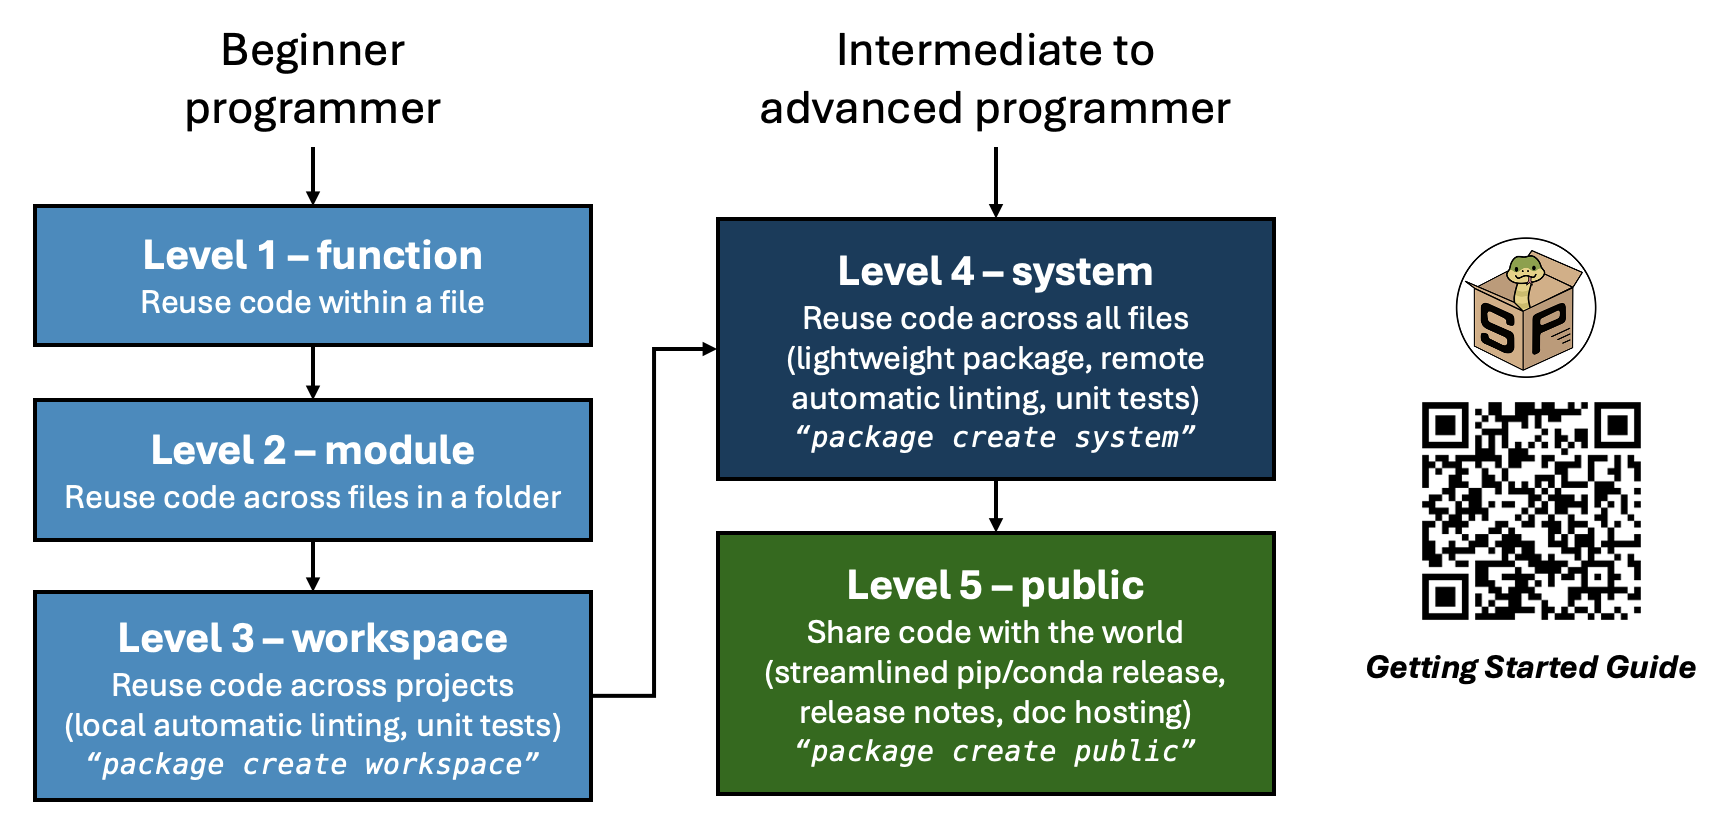 Beginner
programmer
Level 1 – function
Reuse code within a file
Level 2 – module
Reuse code across files in a folder
Level 3 – workspace
Reuse code across projects
(local automatic linting, unit tests)
“package create workspace”
Intermediate to
advanced programmer
Level 4 – system
Reuse code across all files
(lightweight package, remote
automatic linting, unit tests)
“package create system”
Level 5 – public
Share code with the world
(streamlined pip/conda release,
release notes, doc hosting)
“package create public”
SP
Getting Started Guide